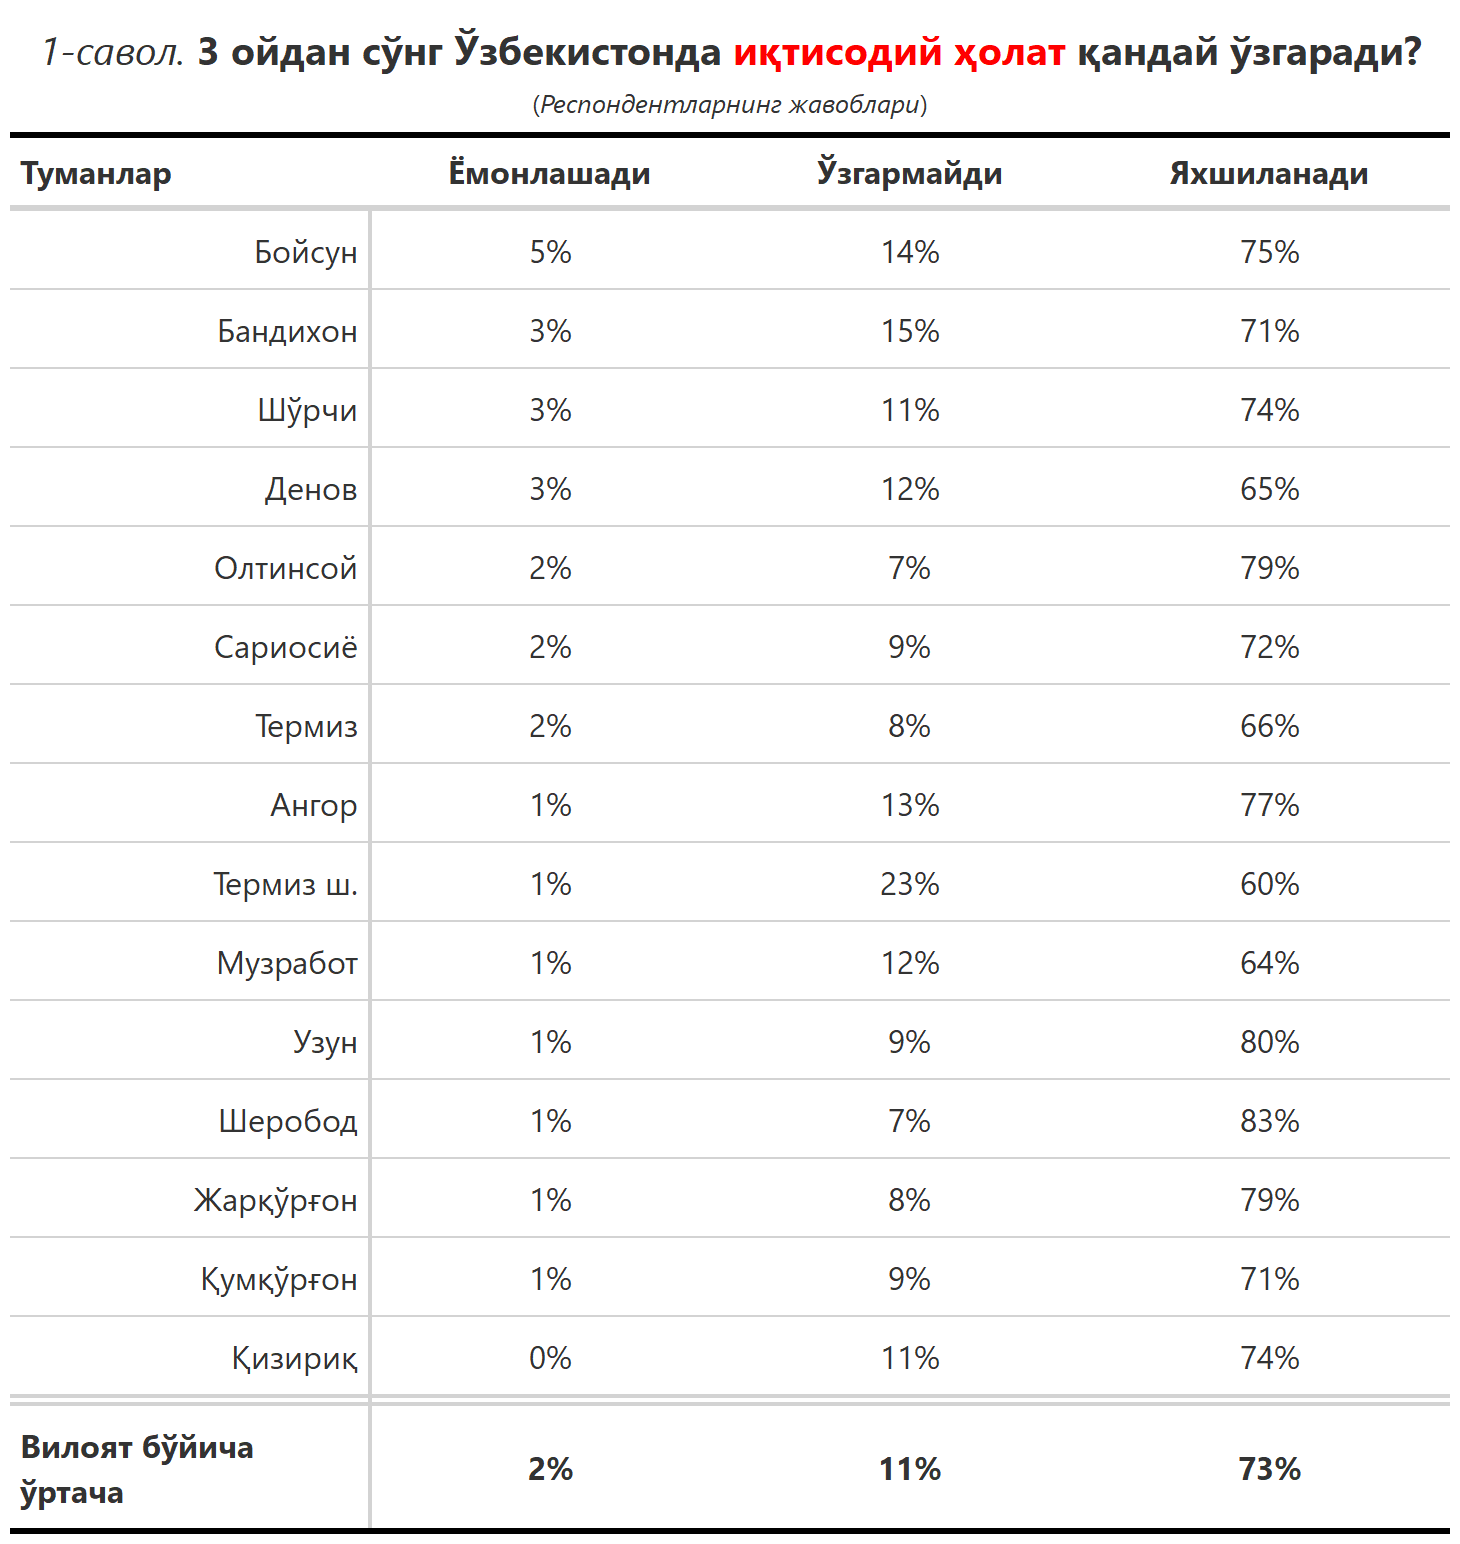 1-савол. 3 ойдан сўнг Ўзбекистонда иқтисодий ҳолат қандай ўзгаради?
(Респондентларнинг жавоблари)
Туманлар Ёмонлашади Ўзгармайди Яхшиланади
Бойсун 5% 14% 75%
Бандихон 3% 15% 71%
Шўрчи 3% 11% 74%
Денов 3% 12% 65%
Олтинсой 2% 7% 79%
Сариосиё 2% 9% 72%
Термиз 2% 8% 66%
Ангор 1% 13% 77%
Термиз ш. 1% 23% 60%
Музработ 1% 12% 64%
Узун 1% 9% 80%
Шеробод 1% 7% 83%
Жарқўрғон 1% 8% 79%
Қумқўрғон 1% 9% 71%
Қизириқ 0% 11% 74%
Вилоят бўйича
ўртача 2% 11% 73%